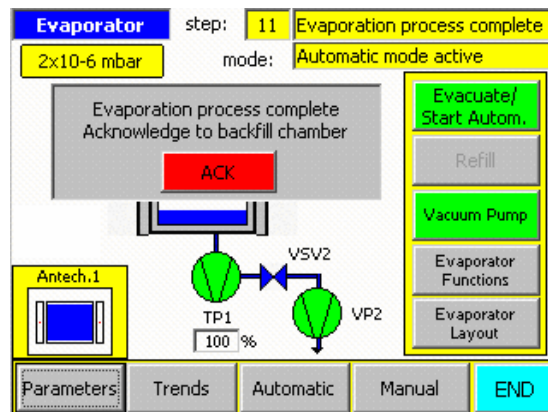 Evaporator
step:
11
Evaporation process complete
2x10-6 mbar
mode:
Automatic mode active
Evaporation process complete
Acknowledge to backfill chamber
ACK
Evacuate/
Start Autom.
Refill
Vacuum Pump
Evaporator
Functions
Evaporator
Layout
Antech.1
VSV2
TP1
VP2
100 %
Parameters
Trends
Automatic
Manual
END